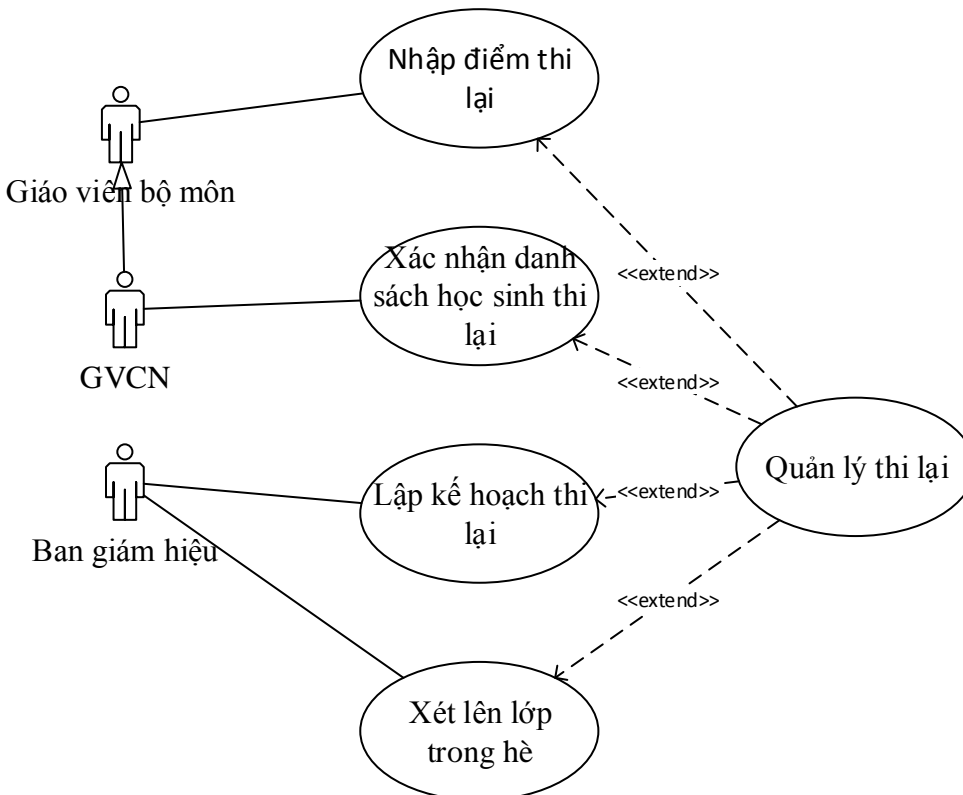 Nhập điểm thi
lại
Giáo viên bộ môn
Xác nhận danh
sách học sinh thi
lại
<<extend>>
GVCN
<<extend>>
Quản lý thi lại
Lập kế hoạch thi
lại
<<extend>>
Ban giám hiệu
<<extend>>
Xét lên lớp
trong hè